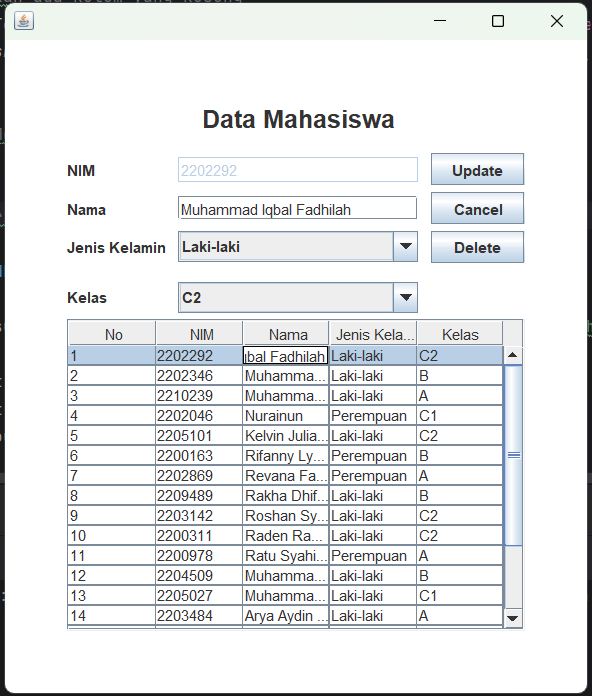 Data Mahasiswa
NIM 2202292 Update
Nama Muhammad Iqbal Fadhilah Cancel
Jenis Kelamin Laki-laki Delete
Kelas C2
No NIM Nama Jenis Kela... Kelas
1 2202292 Iqbal Fadhilah Laki-laki C2
2 2202346 Muhamma... Laki-laki B
3 2210239 Muhamma... Laki-laki A
4 2202046 Nurainun Perempuan C1
5 2205101 Kelvin Julia... Laki-laki C2
6 2200163 Rifanny Ly... Perempuan B
7 2202869 Revana Fa... Perempuan A
8 2209489 Rakha Dhif... Laki-laki B
9 2203142 Roshan Sy... Laki-laki C2
10 2200311 Raden Ra... Laki-laki C2
11 2200978 Ratu Syahi... Perempuan A
12 2204509 Muhamma... Laki-laki B
13 2205027 Muhamma... Laki-laki C1
14 2203484 Arya Aydin ... Laki-laki A